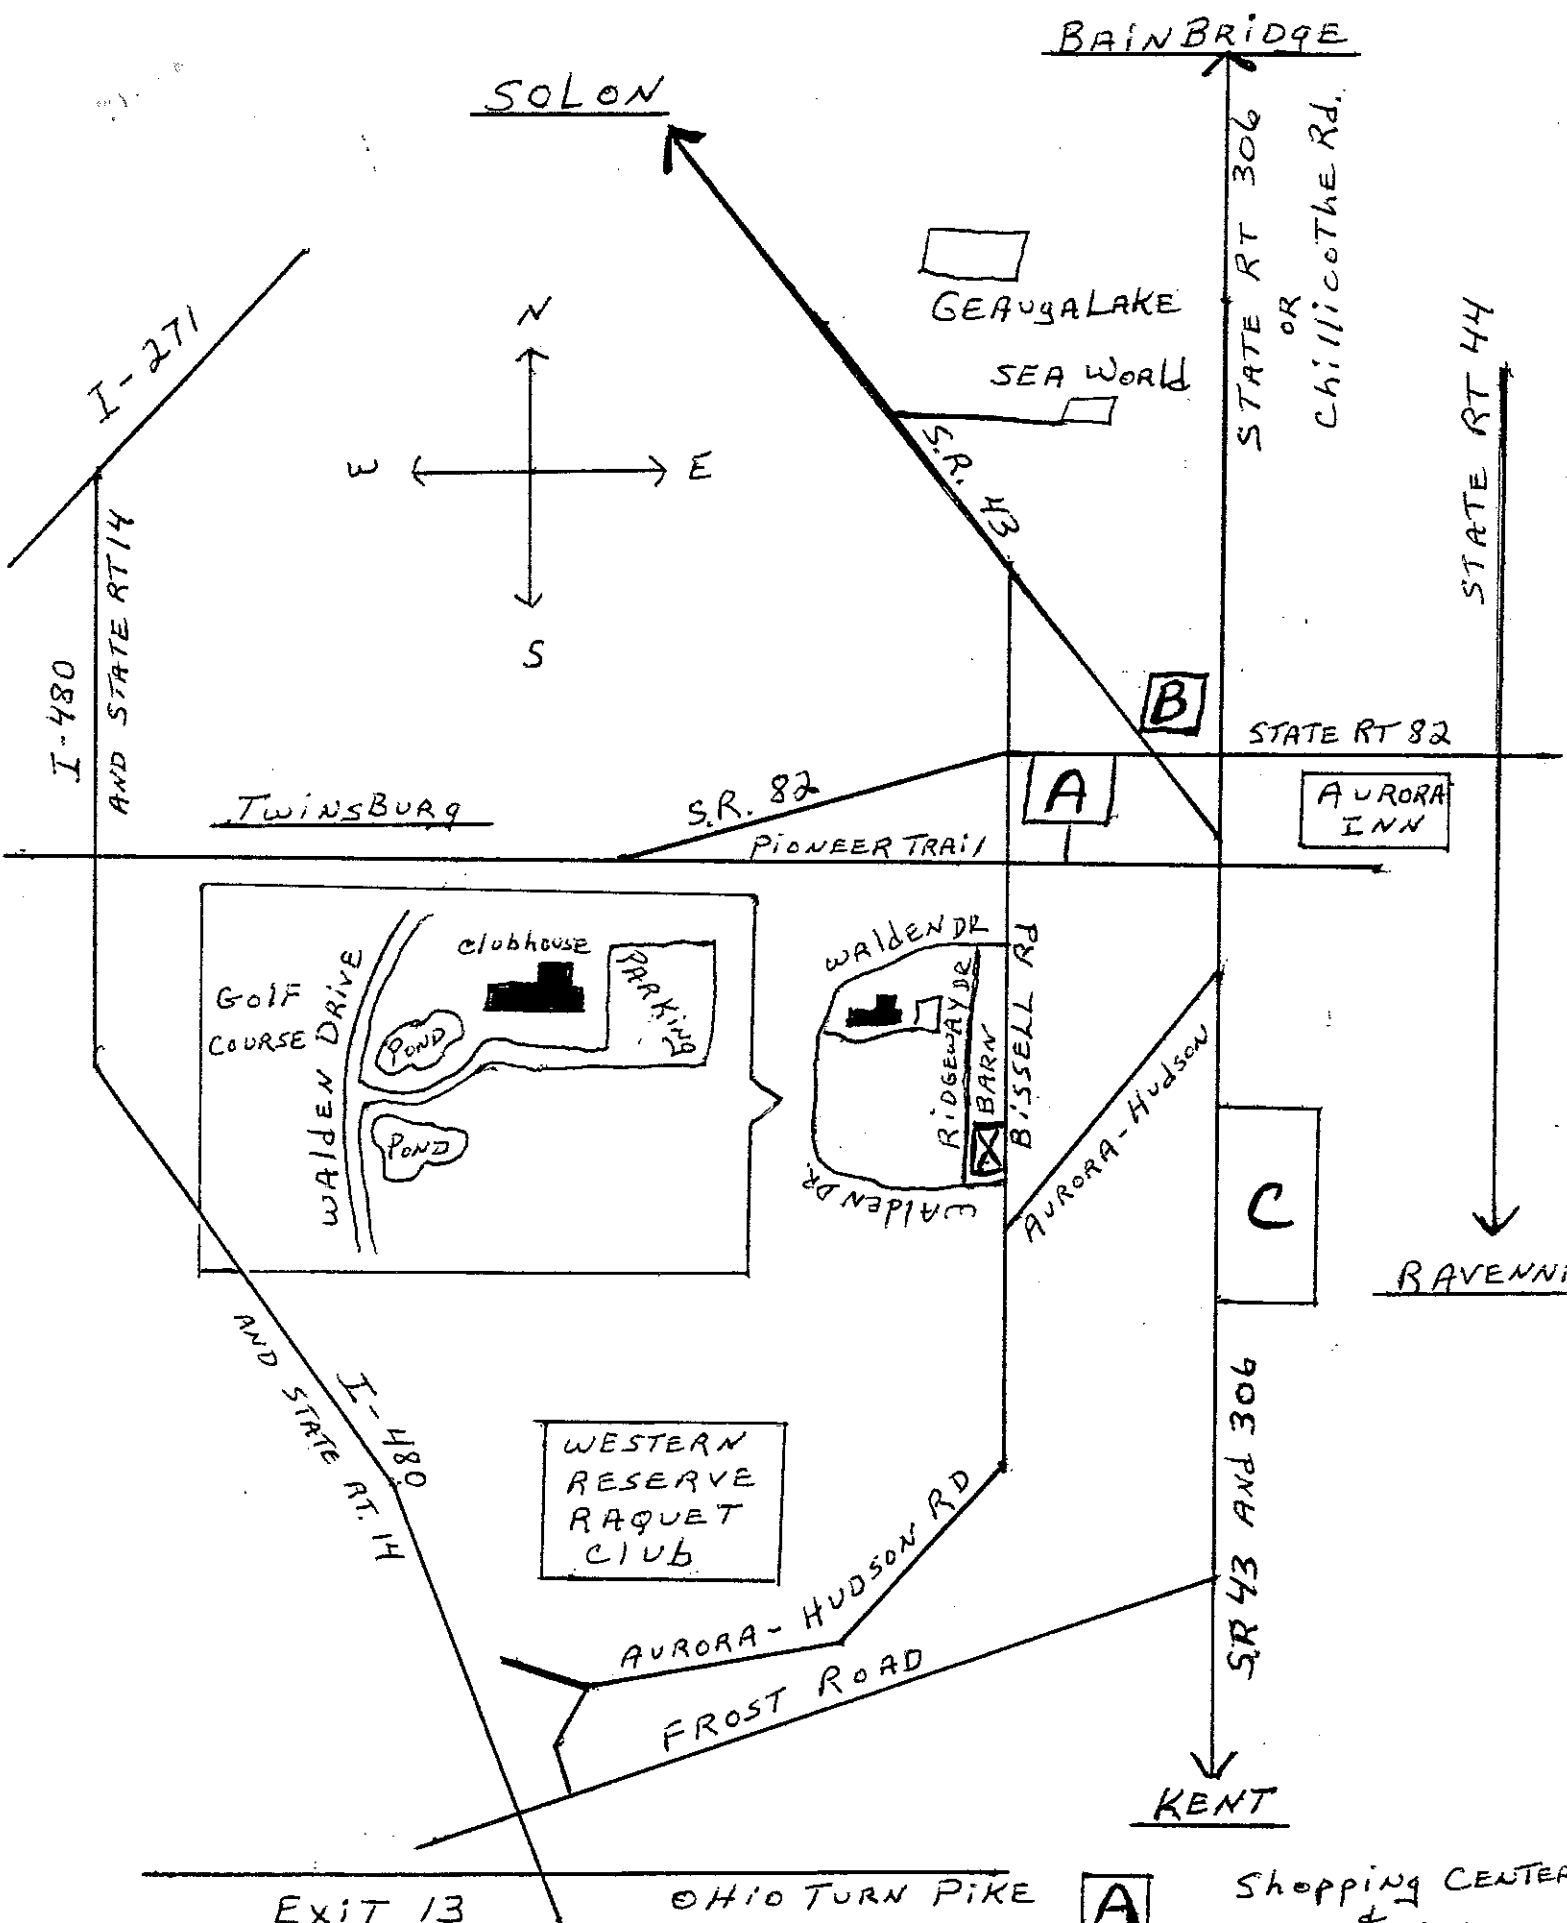 BAINBRIDGE
SOLON
STATE RT 306
OR
Chillicothe Rd.
GEAUGA LAKE
SEA WORLD
STATE RT 44
I-271
N
W
E
S
S.R. 43
I-480
AND STATE RT 14
B
STATE RT 82
A
AURORA
INN
TWINSBURG
S.R. 82
PIONEER TRAIL
GOLF
COURSE
WALDEN DRIVE
Clubhouse
PARKING
POND
POND
WALDEN DR
RIDGEWAY DR
BARN
BISSELL Rd
WALDEN DR
AURORA-HUDSON
C
I-480
AND STATE RT. 14
WESTERN
RESERVE
RAQUET
Club
AURORA-HUDSON RD
FROST ROAD
SR 43 AND 306
KENT
EXIT 13
OHIO TURN PIKE
A
Shopping CENTER